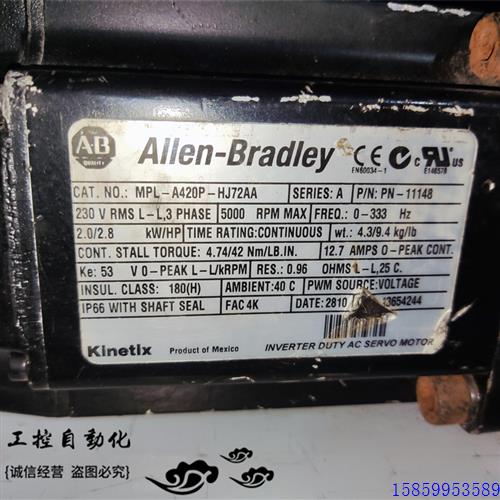 A-B
QUALITY
Allen-Bradley
CE
EN60034-1
c UR US
E146578
CAT. NO.: MPL-A420P-HJ72AA SERIES: A P/N: PN-11148
230 V RMS L-L,3 PHASE 5000 RPM MAX FREQ.: 0-333 Hz
2.0/2.8 kW/HP TIME RATING:CONTINUOUS wt.: 4.3/9.4 kg/lb
CONT. STALL TORQUE: 4.74/42 Nm/LB.IN. 12.7 AMPS O-PEAK CONT.
Ke: 53 V O-PEAK L-L/kRPM RES.: 0.96 OHMS L-L,25 C.
INSUL. CLASS: 180(H) AMBIENT:40 C PWM SOURCE:VOLTAGE
IP66 WITH SHAFT SEAL FAC 4K DATE: 2810 3654244
Kinetix Product of Mexico INVERTER DUTY AC SERVO MOTOR
工控自动化
{诚信经营 盗图必究}
15859953589